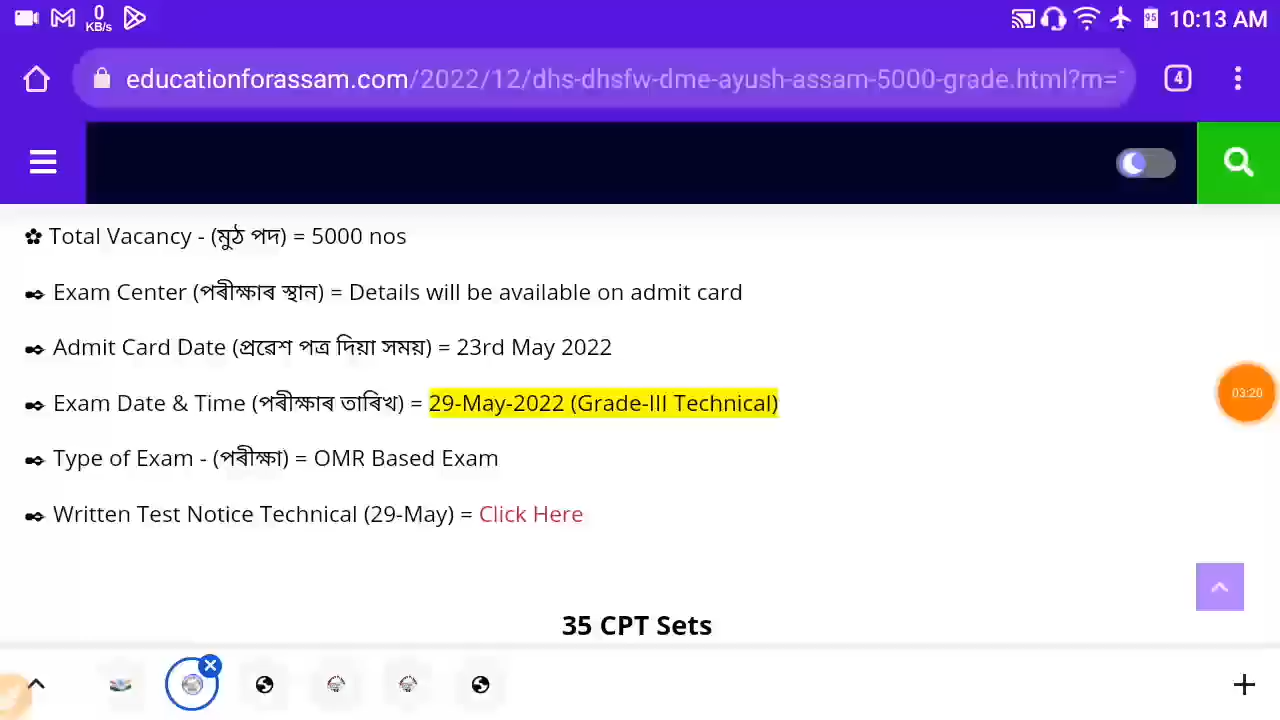 0
KB/s
95
10:13 AM
educationforassam.com/2022/12/dhs-dhsfw-dme-ayush-assam-5000-grade.html?m=
4
✿ Total Vacancy - (মুঠ পদ) = 5000 nos
➨ Exam Center (পৰীক্ষাৰ স্থান) = Details will be available on admit card
➨ Admit Card Date (প্ৰৱেশ পত্ৰ দিয়া সময়) = 23rd May 2022
03:20
➨ Exam Date & Time (পৰীক্ষাৰ তাৰিখ) = 29-May-2022 (Grade-III Technical)
➨ Type of Exam - (পৰীক্ষা) = OMR Based Exam
➨ Written Test Notice Technical (29-May) = Click Here
35 CPT Sets